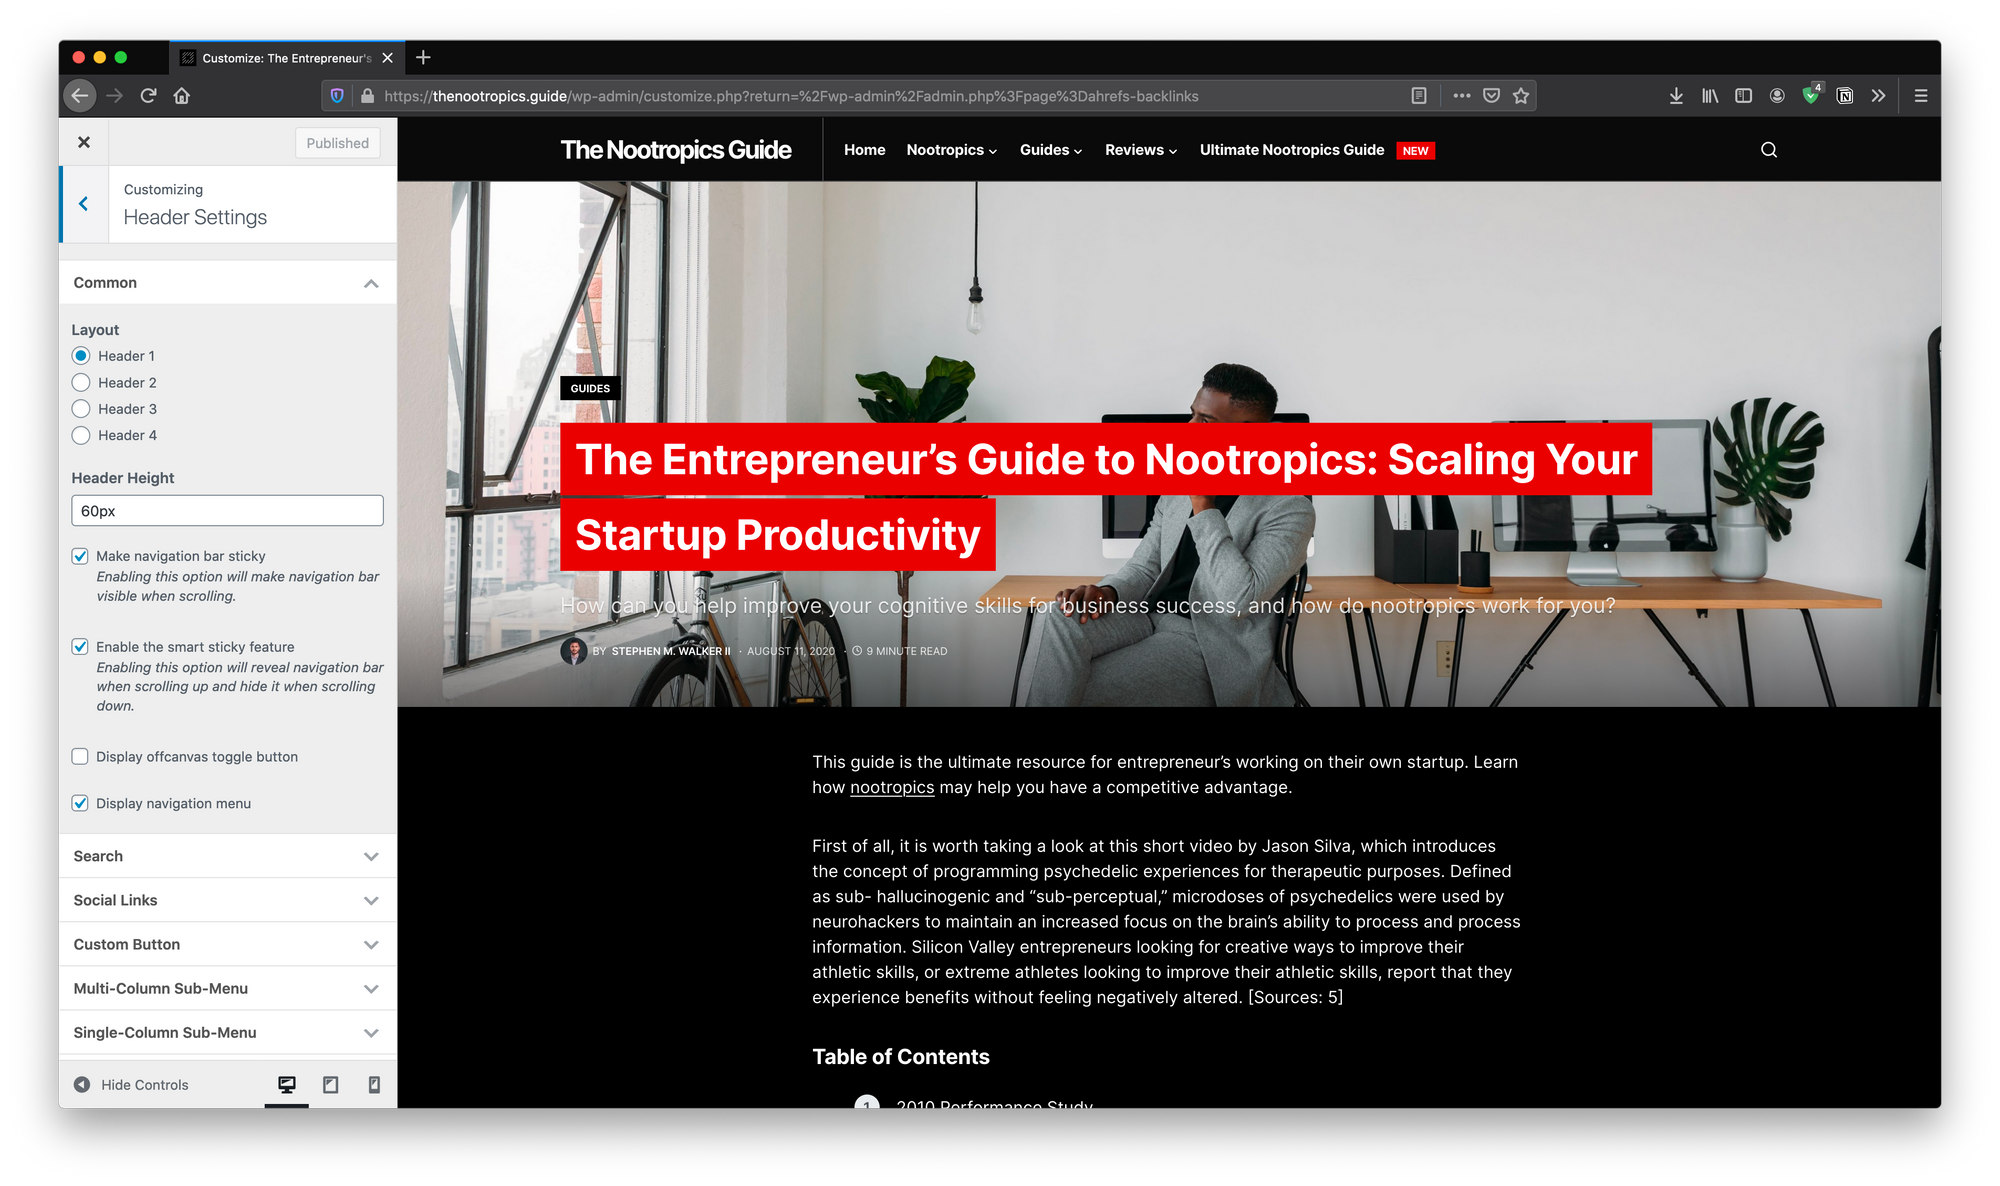 Customize: The Entrepreneur's
https://thenootropics.guide/wp-admin/customize.php?return=%2Fwp-admin%2Fadmin.php%3Fpage%3Dahrefs-backlinks
4
Published
Customizing
Header Settings
Common
Layout
Header 1
Header 2
Header 3
Header 4
Header Height
60px
Make navigation bar sticky
Enabling this option will make navigation bar
visible when scrolling.
Enable the smart sticky feature
Enabling this option will reveal navigation bar
when scrolling up and hide it when scrolling
down.
Display offcanvas toggle button
Display navigation menu
Search
Social Links
Custom Button
Multi-Column Sub-Menu
Single-Column Sub-Menu
Hide Controls
The Nootropics Guide
Home Nootropics Guides Reviews Ultimate Nootropics Guide NEW
GUIDES
The Entrepreneur’s Guide to Nootropics: Scaling Your
Startup Productivity
How can you help improve your cognitive skills for business success, and how do nootropics work for you?
BY STEPHEN M. WALKER II · AUGUST 11, 2020 · 9 MINUTE READ
This guide is the ultimate resource for entrepreneur’s working on their own startup. Learn
how nootropics may help you have a competitive advantage.
First of all, it is worth taking a look at this short video by Jason Silva, which introduces
the concept of programming psychedelic experiences for therapeutic purposes. Defined
as sub- hallucinogenic and “sub-perceptual,” microdoses of psychedelics were used by
neurohackers to maintain an increased focus on the brain’s ability to process and process
information. Silicon Valley entrepreneurs looking for creative ways to improve their
athletic skills, or extreme athletes looking to improve their athletic skills, report that they
experience benefits without feeling negatively altered. [Sources: 5]
Table of Contents
1 2010 Performance Study